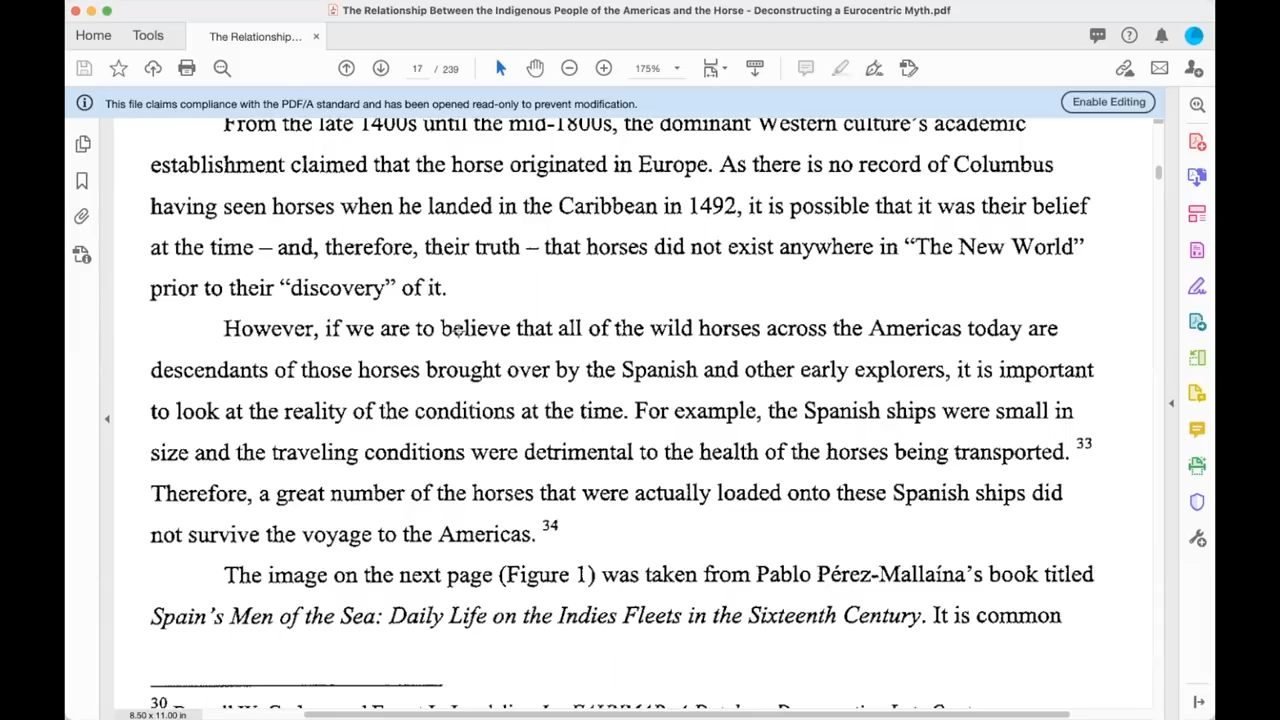 The Relationship Between the Indigenous People of the Americas and the Horse - Deconstructing a Eurocentric Myth.pdf
Home Tools The Relationship... ×
17 / 239 175%
This file claims compliance with the PDF/A standard and has been opened read-only to prevent modification. Enable Editing
From the late 1400s until the mid-1800s, the dominant Western culture's academic
establishment claimed that the horse originated in Europe. As there is no record of Columbus
having seen horses when he landed in the Caribbean in 1492, it is possible that it was their belief
at the time – and, therefore, their truth – that horses did not exist anywhere in “The New World”
prior to their “discovery” of it.
However, if we are to believe that all of the wild horses across the Americas today are
descendants of those horses brought over by the Spanish and other early explorers, it is important
to look at the reality of the conditions at the time. For example, the Spanish ships were small in
size and the traveling conditions were detrimental to the health of the horses being transported. 33
Therefore, a great number of the horses that were actually loaded onto these Spanish ships did
not survive the voyage to the Americas. 34
The image on the next page (Figure 1) was taken from Pablo Pérez-Mallaína's book titled
Spain's Men of the Sea: Daily Life on the Indies Fleets in the Sixteenth Century. It is common
30
8.50 x 11.00 in